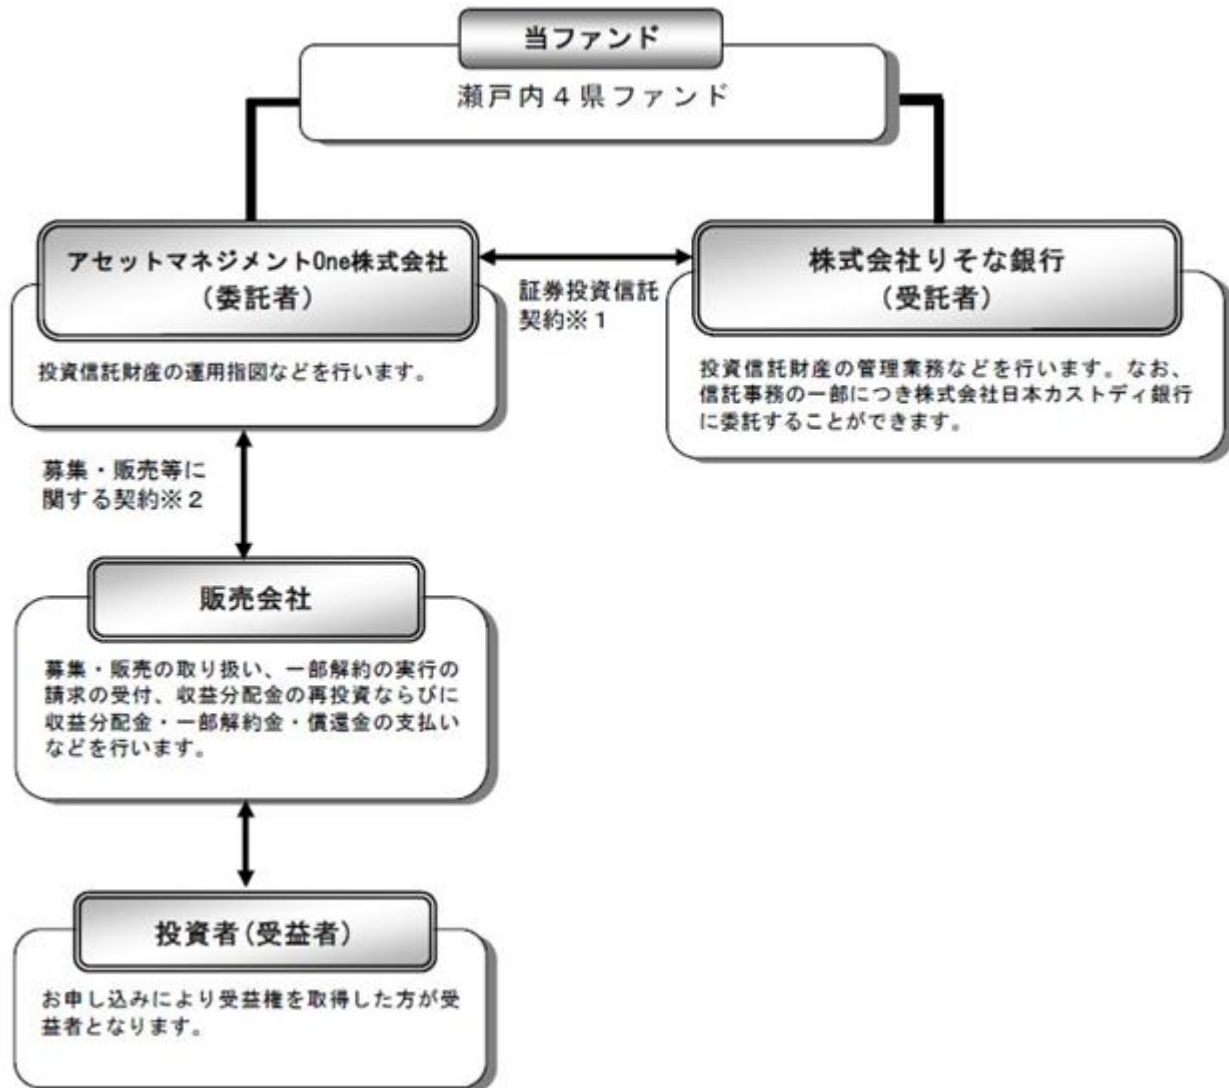 当ファンド
瀬戸内４県ファンド
アセットマネジメントOne株式会社
（委託者）
投資信託財産の運用指図などを行います。
証券投資信託
契約※１
株式会社りそな銀行
（受託者）
投資信託財産の管理業務などを行います。なお、
信託事務の一部につき株式会社日本カストディ銀行
に委託することができます。
募集・販売等に
関する契約※２
販売会社
募集・販売の取り扱い、一部解約の実行の
請求の受付、収益分配金の再投資ならびに
収益分配金・一部解約金・償還金の支払い
などを行います。
投資者(受益者)
お申し込みにより受益権を取得した方が受
益者となります。